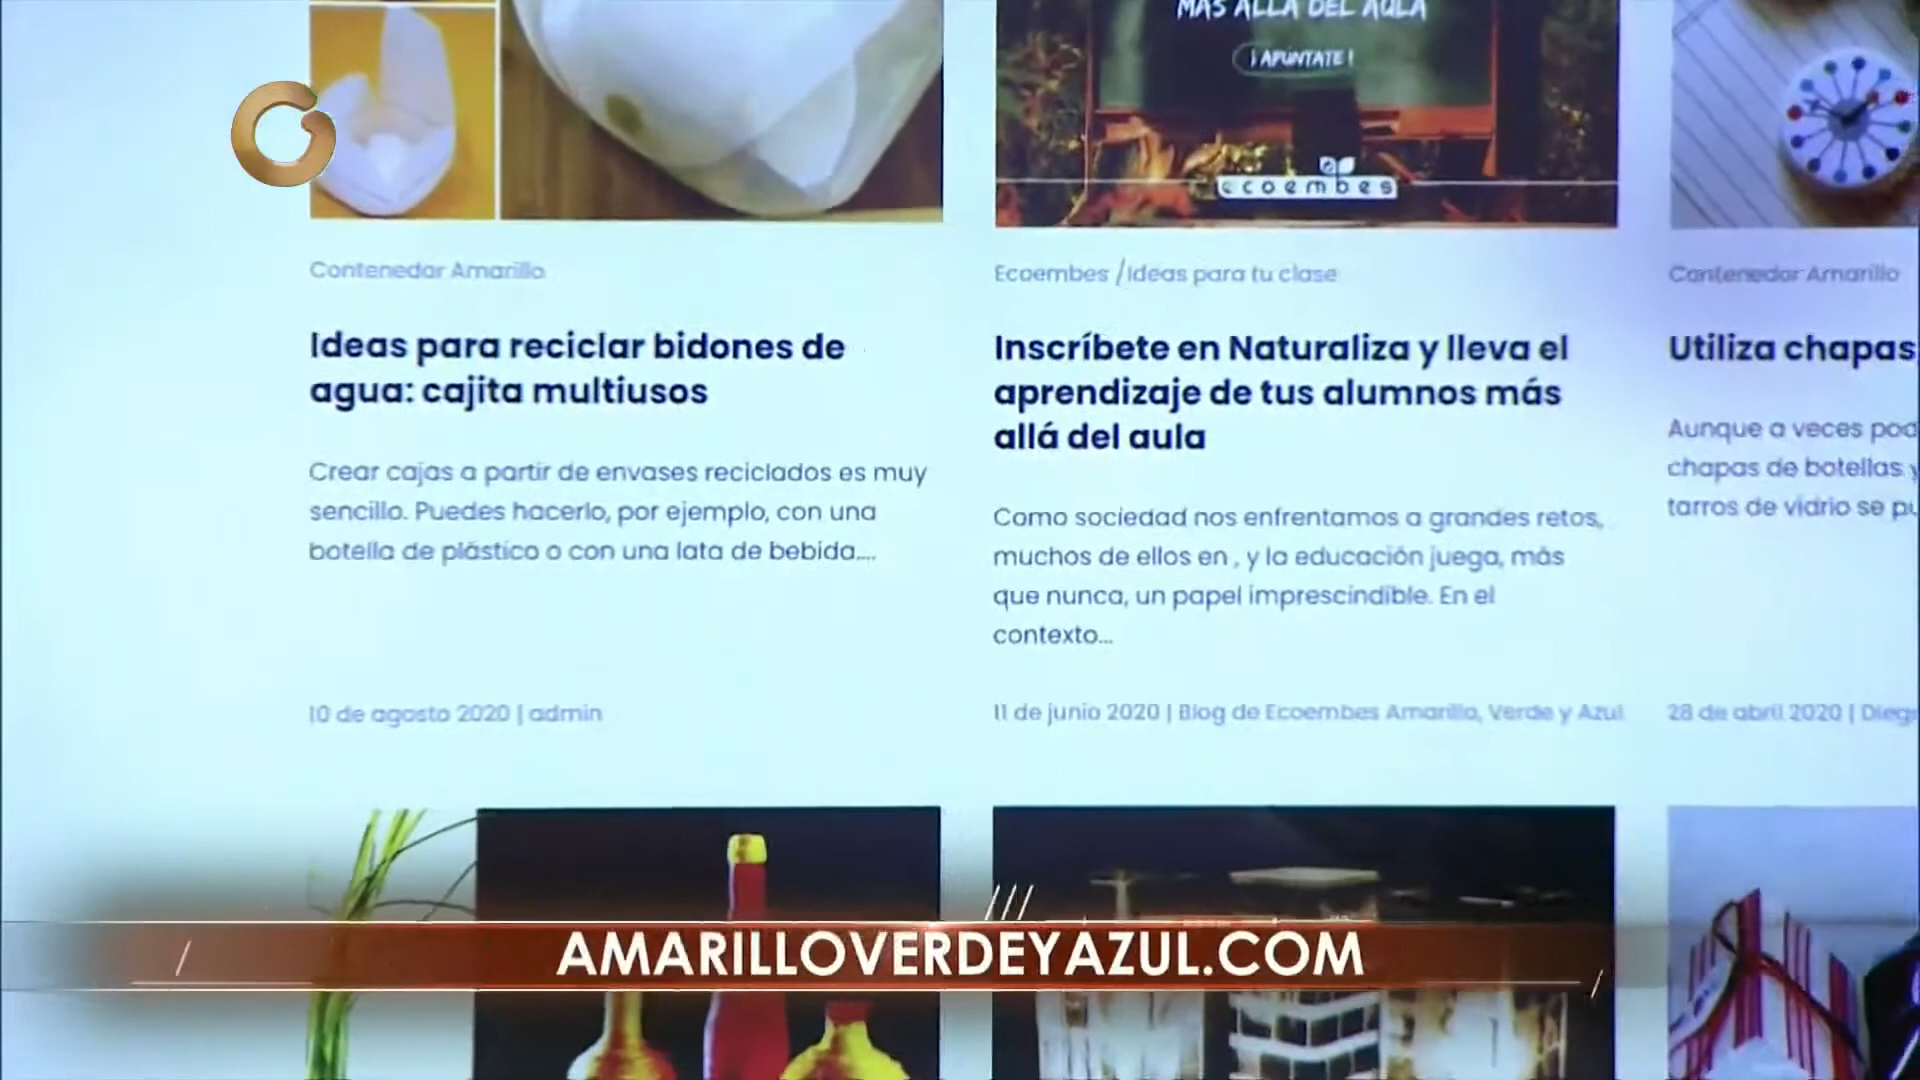 MÁS ALLÁ DEL AULA
¡ APÚNTATE !
ecoembes
Contenedor Amarillo
Ideas para reciclar bidones de
agua: cajita multiusos
Crear cajas a partir de envases reciclados es muy
sencillo. Puedes hacerlo, por ejemplo, con una
botella de plástico o con una lata de bebida....
10 de agosto 2020 | admin
Ecoembes /Ideas para tu clase
Inscríbete en Naturaliza y lleva el
aprendizaje de tus alumnos más
allá del aula
Como sociedad nos enfrentamos a grandes retos,
muchos de ellos en , y la educación juega, más
que nunca, un papel imprescindible. En el
contexto...
11 de junio 2020 | Blog de Ecoembes Amarillo, Verde y Azul
Contenedor Amarillo
Utiliza chapas
Aunque a veces
chapas de botellas
tarros de vidrio se
28 de abril 2020 |
AMARILLOVERDEYAZUL.COM